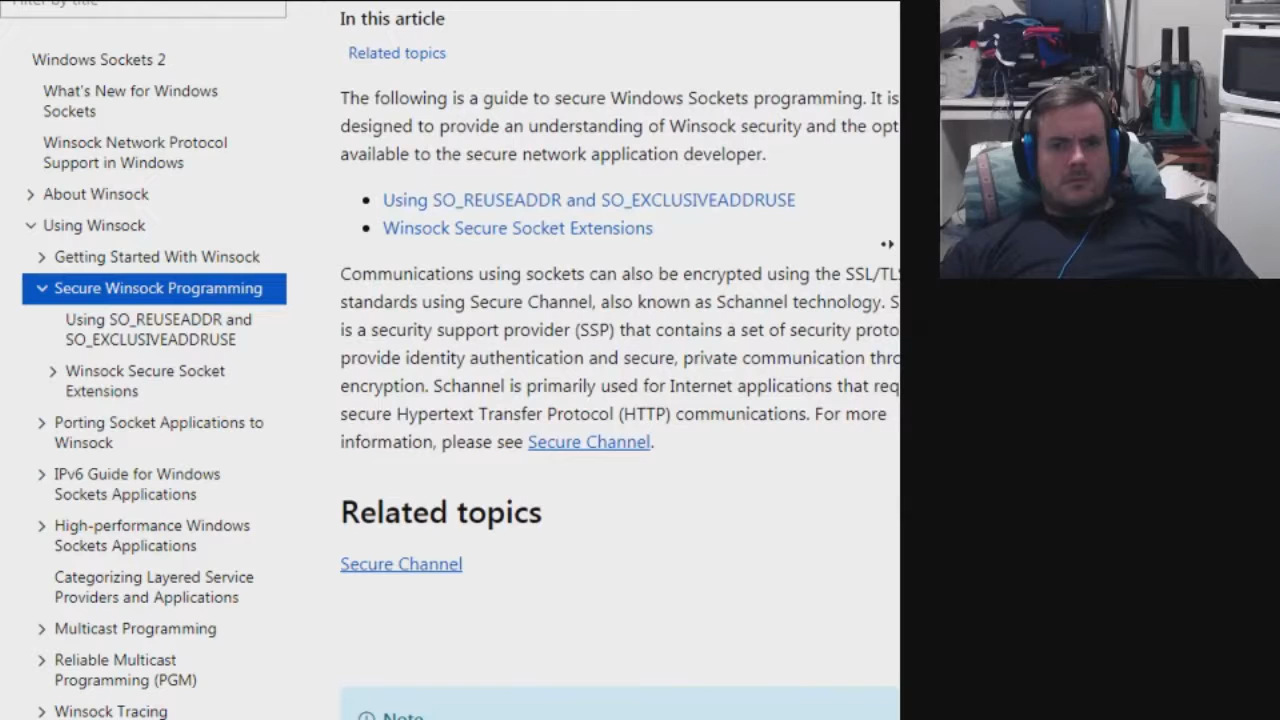 Filter by title
Windows Sockets 2
What's New for Windows
Sockets
Winsock Network Protocol
Support in Windows
About Winsock
Using Winsock
Getting Started With Winsock
Secure Winsock Programming
Using SO_REUSEADDR and
SO_EXCLUSIVEADDRUSE
Winsock Secure Socket
Extensions
Porting Socket Applications to
Winsock
IPv6 Guide for Windows
Sockets Applications
High-performance Windows
Sockets Applications
Categorizing Layered Service
Providers and Applications
Multicast Programming
Reliable Multicast
Programming (PGM)
Winsock Tracing
In this article
Related topics
The following is a guide to secure Windows Sockets programming. It is
designed to provide an understanding of Winsock security and the opt
available to the secure network application developer.
Using SO_REUSEADDR and SO_EXCLUSIVEADDRUSE
Winsock Secure Socket Extensions
Communications using sockets can also be encrypted using the SSL/TLS
standards using Secure Channel, also known as Schannel technology. S
is a security support provider (SSP) that contains a set of security proto
provide identity authentication and secure, private communication thro
encryption. Schannel is primarily used for Internet applications that req
secure Hypertext Transfer Protocol (HTTP) communications. For more
information, please see Secure Channel.
Related topics
Secure Channel
Note